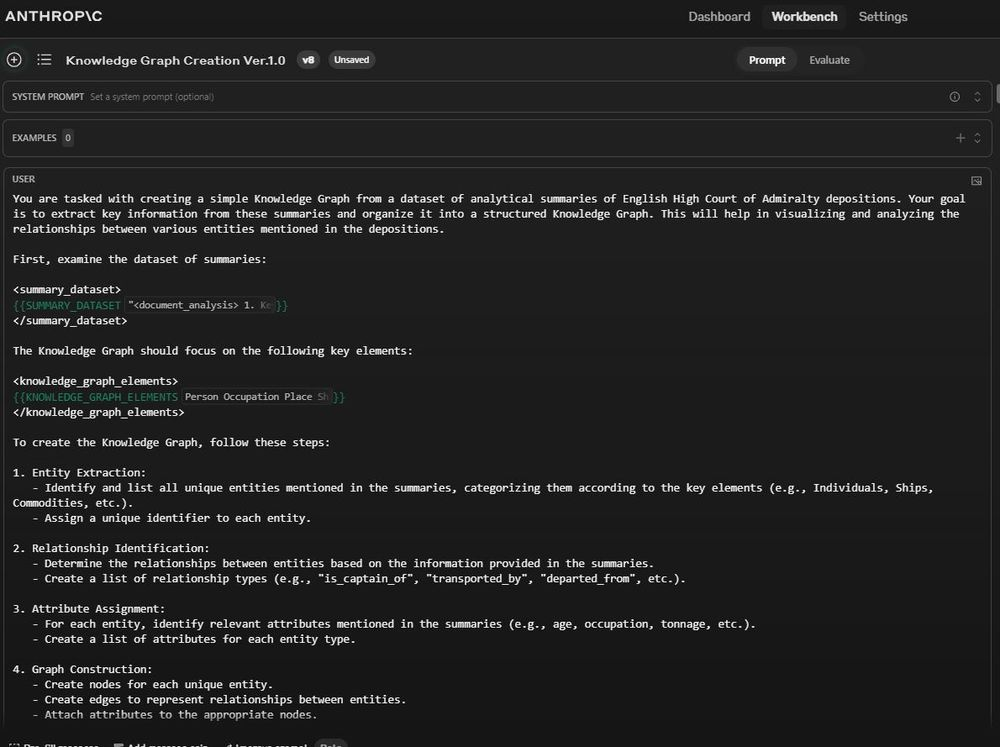 ANTHROP\C
Dashboard Workbench Settings
Knowledge Graph Creation Ver.1.0 v8 Unsaved Prompt Evaluate
SYSTEM PROMPT Set a system prompt (optional)
EXAMPLES 0
USER
You are tasked with creating a simple Knowledge Graph from a dataset of analytical summaries of English High Court of Admiralty depositions. Your goal
is to extract key information from these summaries and organize it into a structured Knowledge Graph. This will help in visualizing and analyzing the
relationships between various entities mentioned in the depositions.
First, examine the dataset of summaries:
<summary_dataset>
{{SUMMARY_DATASET "<document_analysis> 1. Ke}}
</summary_dataset>
The Knowledge Graph should focus on the following key elements:
<knowledge_graph_elements>
{{KNOWLEDGE_GRAPH_ELEMENTS Person Occupation Place Sh}}
</knowledge_graph_elements>
To create the Knowledge Graph, follow these steps:
1. Entity Extraction:
- Identify and list all unique entities mentioned in the summaries, categorizing them according to the key elements (e.g., Individuals, Ships,
Commodities, etc.).
- Assign a unique identifier to each entity.
2. Relationship Identification:
- Determine the relationships between entities based on the information provided in the summaries.
- Create a list of relationship types (e.g., "is_captain_of", "transported_by", "departed_from", etc.).
3. Attribute Assignment:
- For each entity, identify relevant attributes mentioned in the summaries (e.g., age, occupation, tonnage, etc.).
- Create a list of attributes for each entity type.
4. Graph Construction:
- Create nodes for each unique entity.
- Create edges to represent relationships between entities.
- Attach attributes to the appropriate nodes.